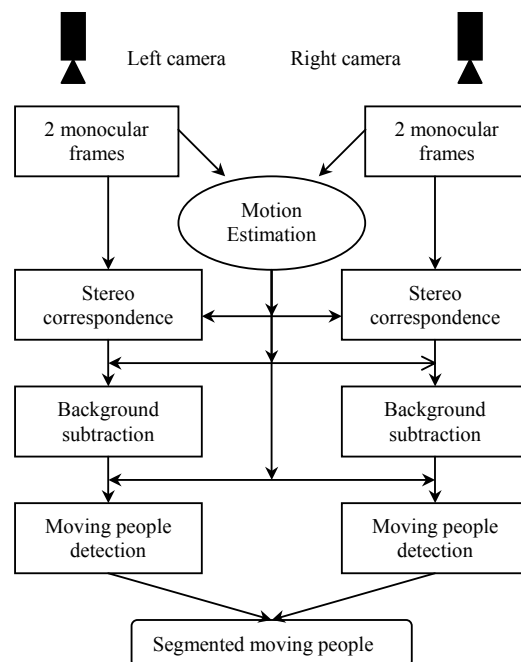 Left camera
Right camera
2 monocular
frames
2 monocular
frames
Motion
Estimation
Stereo
correspondence
Stereo
correspondence
Background
subtraction
Background
subtraction
Moving people
detection
Moving people
detection
Segmented moving people